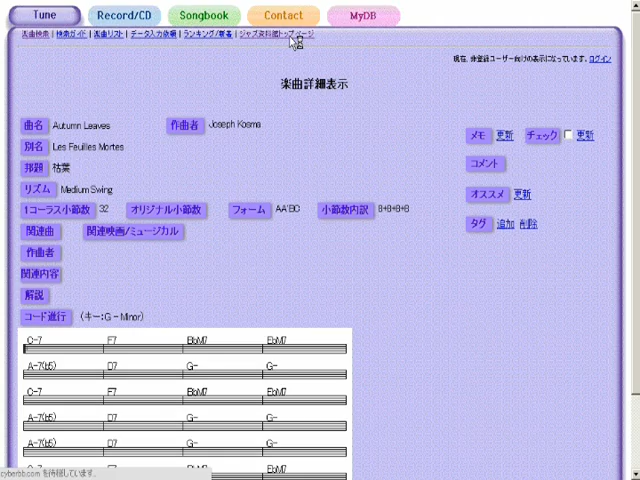 Tune Record/CD Songbook Contact MyDB
楽曲検索 | 検索ガイド | 楽曲リスト | データ入力依頼 | ランキング/新着 | ジャズ資料館トップページ
現在、非登録ユーザー向けの表示になっています。ログイン
楽曲詳細表示
曲名 Autumn Leaves 作曲者 Joseph Kosma
メモ 更新 チェック 更新
別名 Les Feuilles Mortes
邦題 枯葉
コメント
リズム Medium Swing
オススメ 更新
1コーラス小節数 32 オリジナル小節数 フォーム AA'BC 小節数内訳 8+8+8+8
タグ 追加 削除
関連曲 関連映画/ミュージカル
作曲者
関連内容
解説
コード進行 (キー:G - Minor)
C-7 F7 BbM7 EbM7
A-7(b5) D7 G- G-
C-7 F7 BbM7 EbM7
A-7(b5) D7 G- G-
A-7(b5) D7 G- G-
C-7 F7 BbM7 EbM7
cyberbb.com を待機しています。